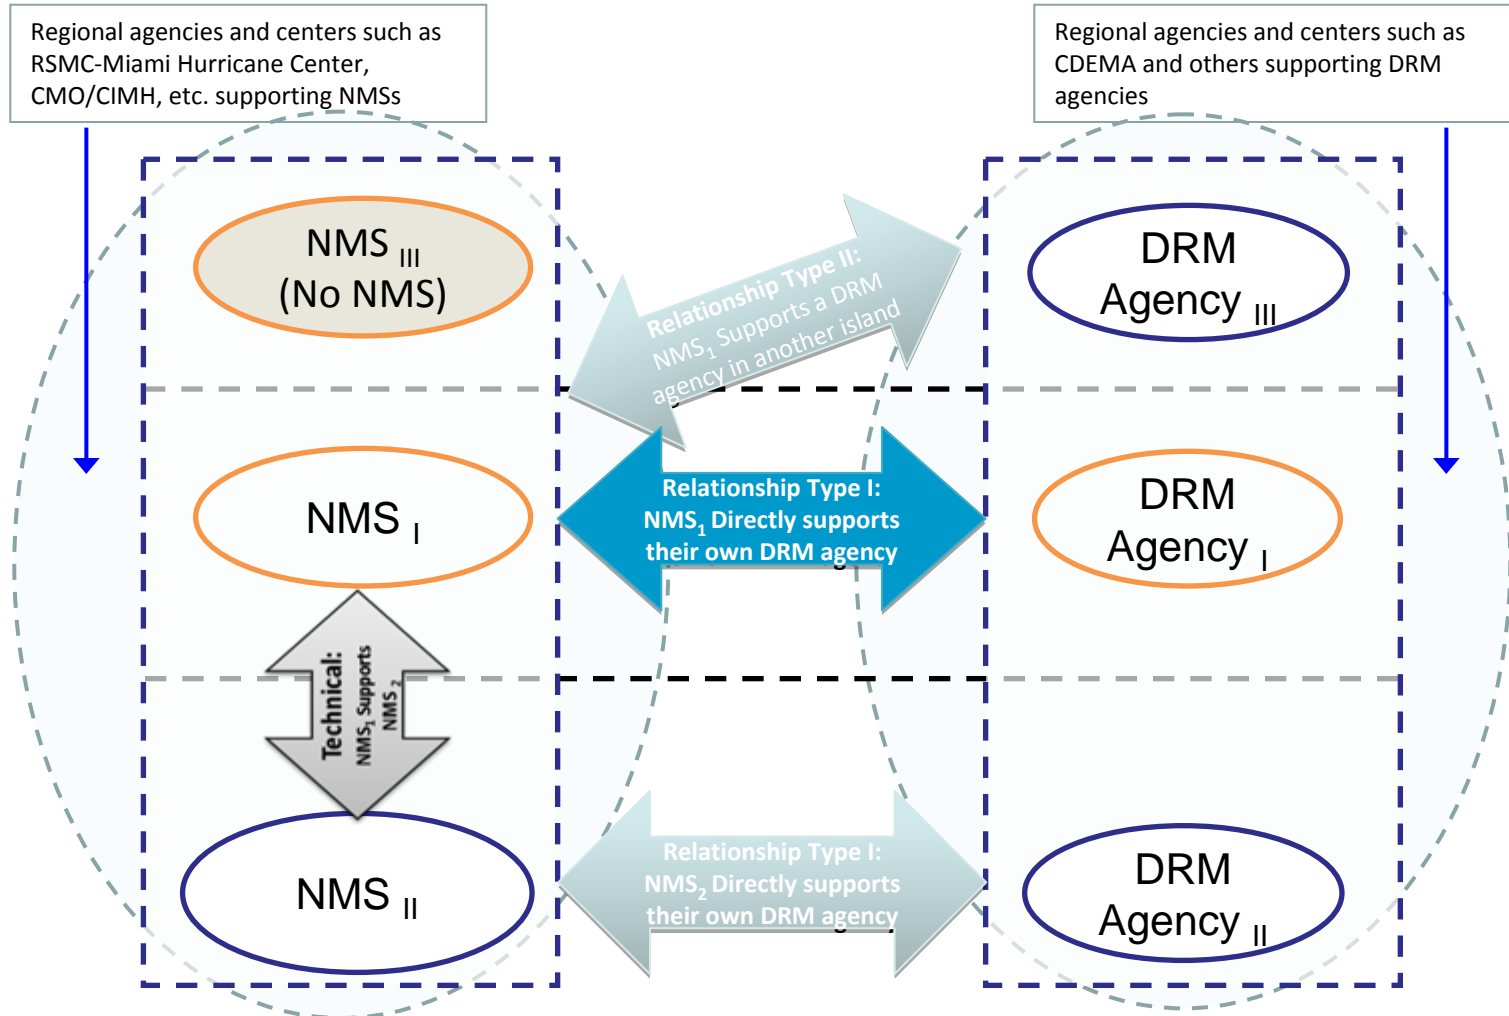 Regional agencies and centers such as
RSMC-Miami Hurricane Center,
CMO/CIMH, etc. supporting NMSs
Regional agencies and centers such as
CDEMA and others supporting DRM
agencies
NMS III
(No NMS)
Relationship Type II:
NMS1 Supports a DRM
agency in another island
DRM
Agency III
NMS I
Relationship Type I:
NMS1 Directly supports
their own DRM agency
DRM
Agency I
Technical:
NMS1 Supports
NMS 2
NMS II
Relationship Type I:
NMS2 Directly supports
their own DRM agency
DRM
Agency II